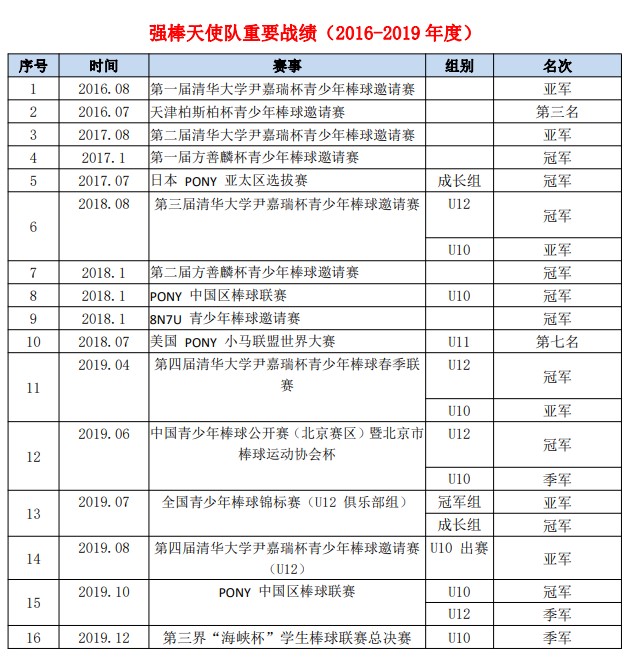 强棒天使队重要战绩（2016-2019 年度）
序号 时间 赛事 组别 名次
1 2016.08 第一届清华大学尹嘉瑞杯青少年棒球邀请赛 亚军
2 2016.07 天津柏斯柏杯青少年棒球邀请赛 第三名
3 2017.08 第二届清华大学尹嘉瑞杯青少年棒球邀请赛 亚军
4 2017.1 第一届方善麟杯青少年棒球邀请赛 冠军
5 2017.07 日本 PONY 亚太区选拔赛 成长组 冠军
6 2018.08 第三届清华大学尹嘉瑞杯青少年棒球邀请赛 U12 冠军
U10 亚军
7 2018.1 第二届方善麟杯青少年棒球邀请赛 冠军
8 2018.1 PONY 中国区棒球联赛 U10 冠军
9 2018.1 8N7U 青少年棒球邀请赛 冠军
10 2018.07 美国 PONY 小马联盟世界大赛 U11 第七名
11 2019.04 第四届清华大学尹嘉瑞杯青少年棒球春季联 U12 冠军
赛
U10 亚军
12 2019.06 中国青少年棒球公开赛（北京赛区）暨北京市 U12 冠军
棒球运动协会杯
U10 季军
13 2019.07 全国青少年棒球锦标赛（U12 俱乐部组） 冠军组 亚军
成长组 冠军
14 2019.08 第四届清华大学尹嘉瑞杯青少年棒球邀请赛 U10 出赛 亚军
（U12）
15 2019.10 PONY 中国区棒球联赛 U10 冠军
U12 季军
16 2019.12 第三界“海峡杯”学生棒球联赛总决赛 U10 季军